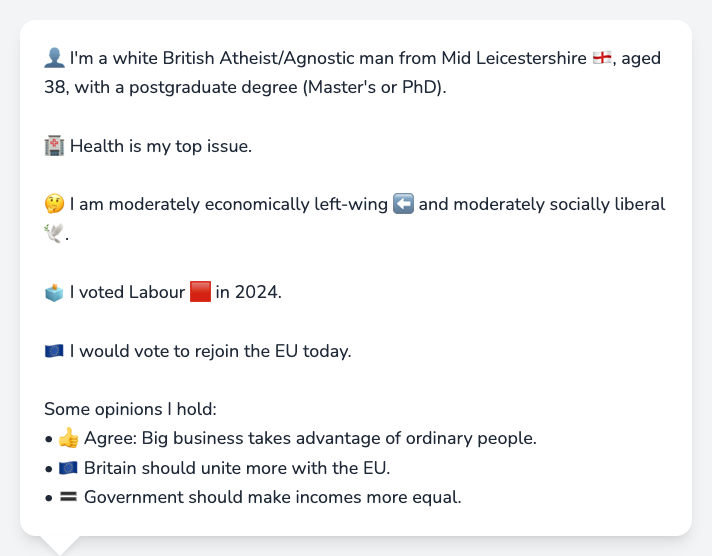 👤 I'm a white British Atheist/Agnostic man from Mid Leicestershire 🏴󠁧󠁢󠁥󠁮󠁧󠁿, aged
38, with a postgraduate degree (Master's or PhD).
🏥 Health is my top issue.
🤔 I am moderately economically left-wing ⬅️ and moderately socially liberal
🕊️.
🗳️ I voted Labour 🟥 in 2024.
🇪🇺 I would vote to rejoin the EU today.
Some opinions I hold:
• 👍 Agree: Big business takes advantage of ordinary people.
• 🇪🇺 Britain should unite more with the EU.
• 🟰 Government should make incomes more equal.